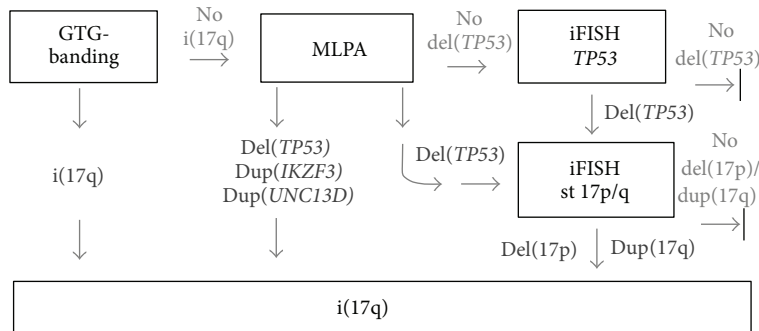 GTG-
banding
No
i(17q)
MLPA
No
del(TP53)
iFISH
TP53
No
del(TP53)
Del(TP53)
i(17q)
Del(TP53)
Dup(IKZF3)
Dup(UNC13D)
Del(TP53)
iFISH
st 17p/q
No
del(17p)/
dup(17q)
Del(17p)
Dup(17q)
i(17q)